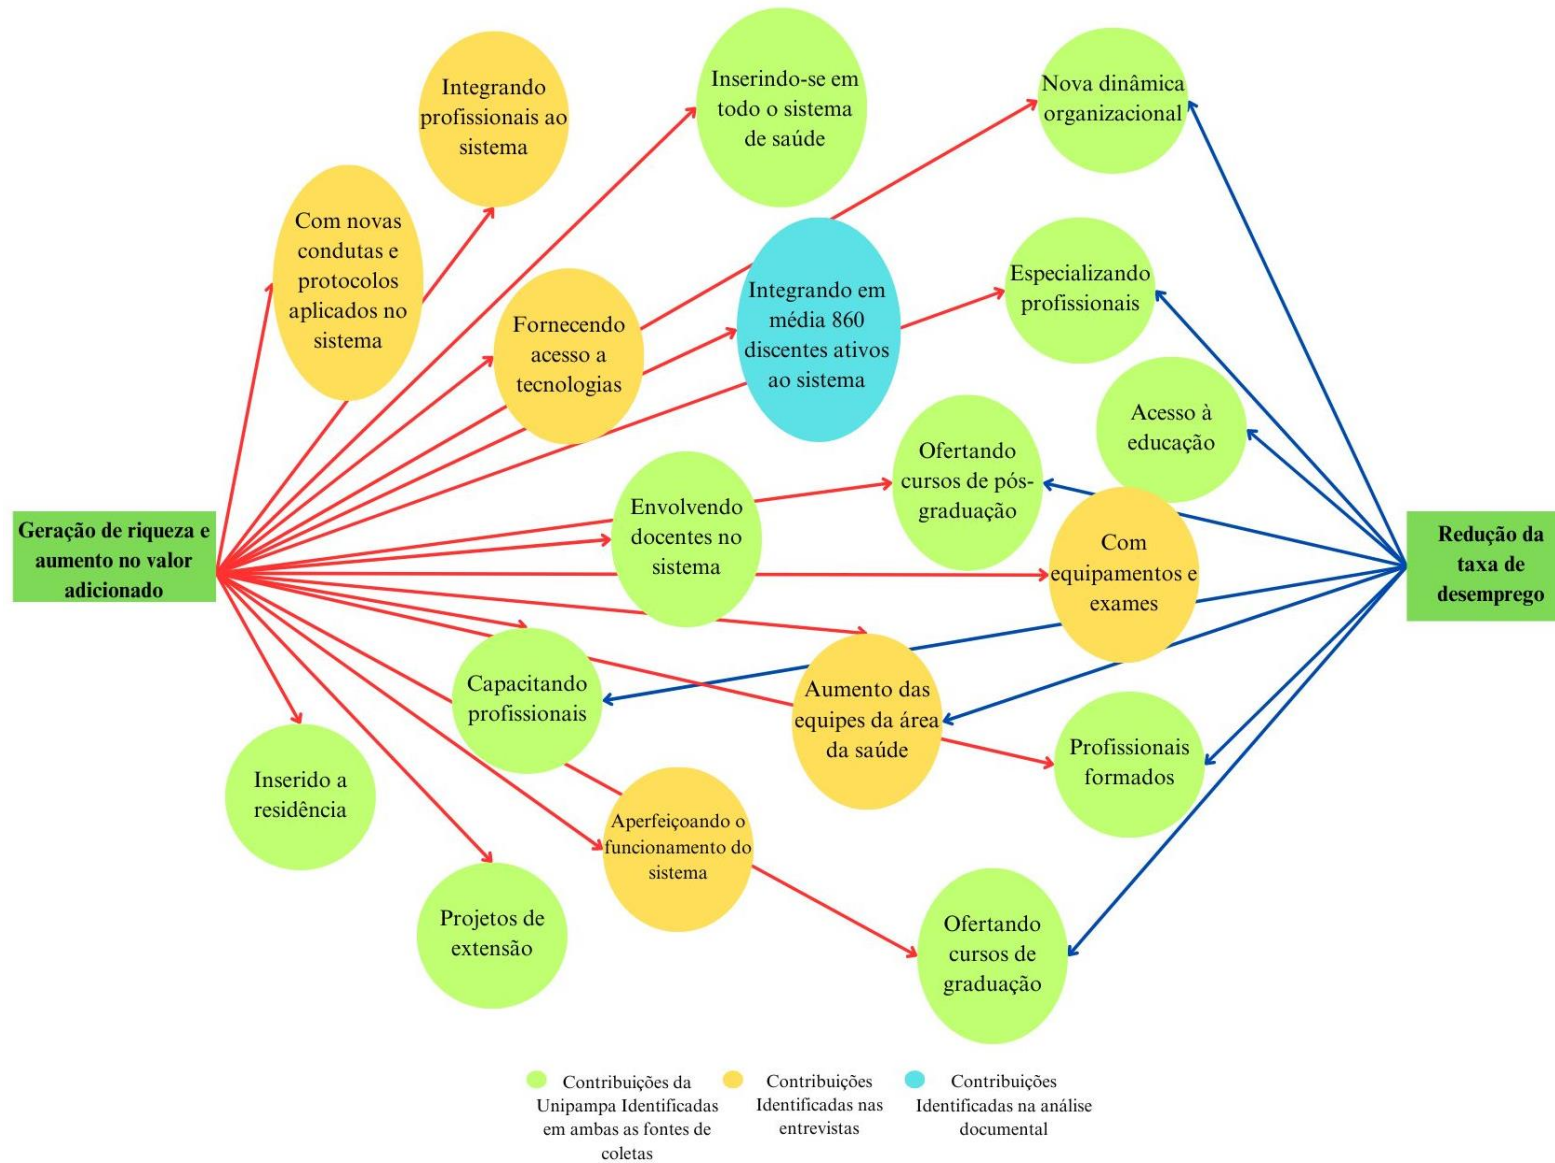 Integrando
profissionais ao
sistema
Inserindo-se em
todo o sistema
de saúde
Nova dinâmica
organizacional
Com novas
condutas e
protocolos
aplicados no
sistema
Fornecendo
acesso a
tecnologias
Integrando em
média 860
discentes ativos
ao sistema
Especializando
profissionais
Acesso à
educação
Ofertando
cursos de pós-
graduação
Envolvendo
docentes no
sistema
Com
equipamentos e
exames
Geração de riqueza e
aumento no valor
adicionado
Redução da
taxa de
desemprego
Capacitando
profissionais
Aumento das
equipes da área
da saúde
Profissionais
formados
Inserido a
residência
Aperfeiçoando o
funcionamento do
sistema
Projetos de
extensão
Ofertando
cursos de
graduação
Contribuições da
Unipampa Identificadas
em ambas as fontes de
coletas
Contribuições
Identificadas nas
entrevistas
Contribuições
Identificadas na análise
documental